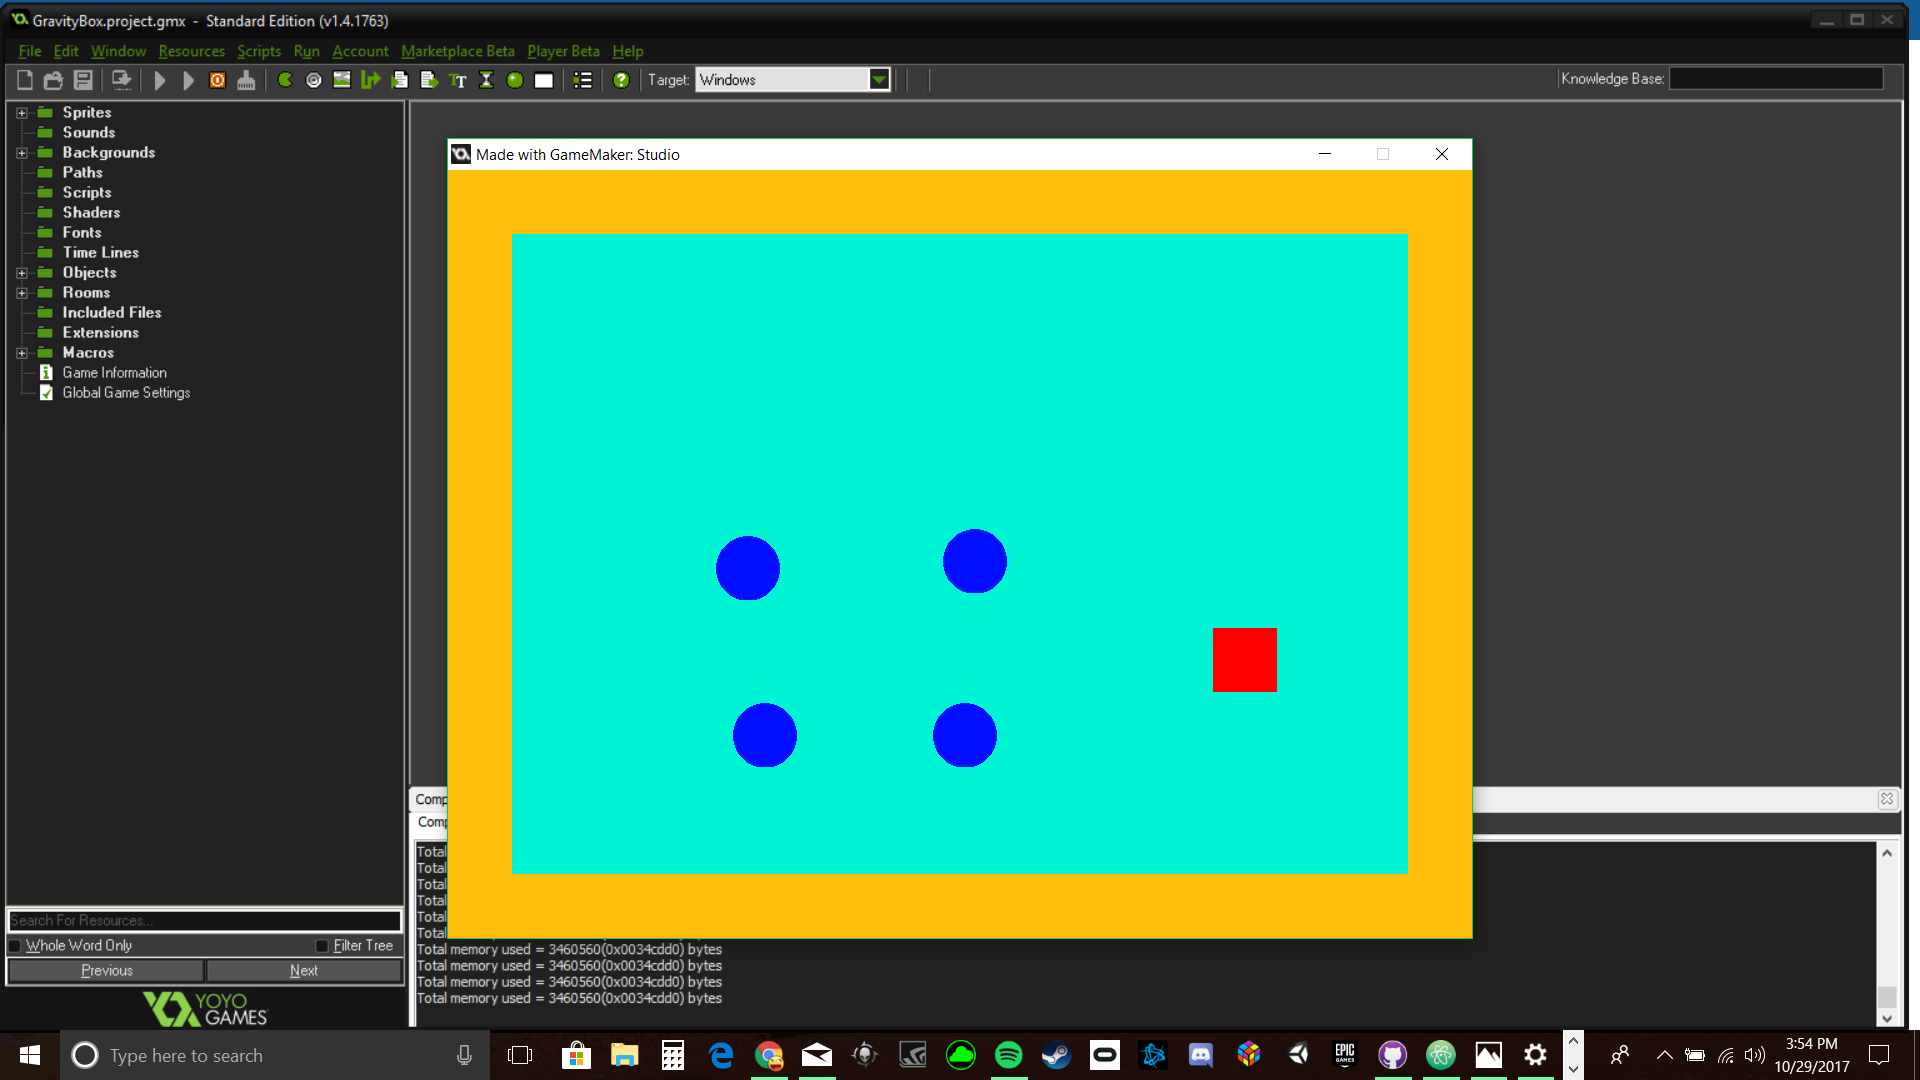 GravityBox.project.gmx - Standard Edition (v1.4.1763)
File Edit Window Resources Scripts Run Account Marketplace Beta Player Beta Help
Target: Windows
Knowledge Base:
Sprites
Sounds
Backgrounds
Paths
Scripts
Shaders
Fonts
Time Lines
Objects
Rooms
Included Files
Extensions
Macros
Game Information
Global Game Settings
Made with GameMaker: Studio
Comp
Comp
Total
Total
Total
Total
Total
Total
Total memory used = 3460560(0x0034cdd0) bytes
Total memory used = 3460560(0x0034cdd0) bytes
Total memory used = 3460560(0x0034cdd0) bytes
Total memory used = 3460560(0x0034cdd0) bytes
Search For Resources...
Whole Word Only Filter Tree
Previous Next
YOYO
GAMES
Type here to search
EPIC
GAMES
3:54 PM
10/29/2017